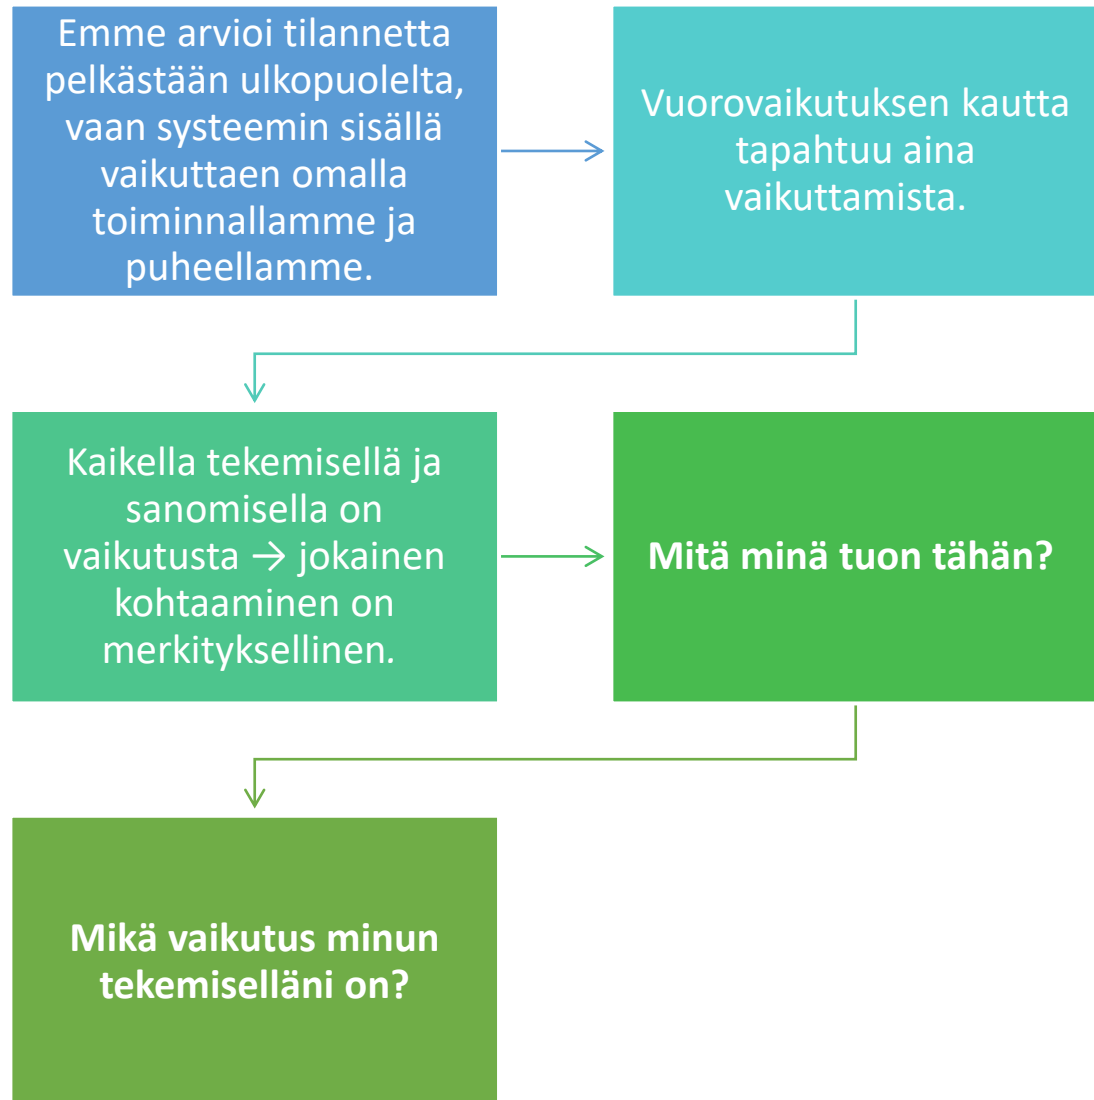 Emme arvioi tilannetta
pelkästään ulkopuolelta,
vaan systeemin sisällä
vaikuttaen omalla
toiminnallamme ja
puheellamme.
Vuorovaikutuksen kautta
tapahtuu aina
vaikuttamista.
Kaikella tekemisellä ja
sanomisella on
vaikutusta → jokainen
kohtaaminen on
merkityksellinen.
Mitä minä tuon tähän?
Mikä vaikutus minun
tekemiselläni on?